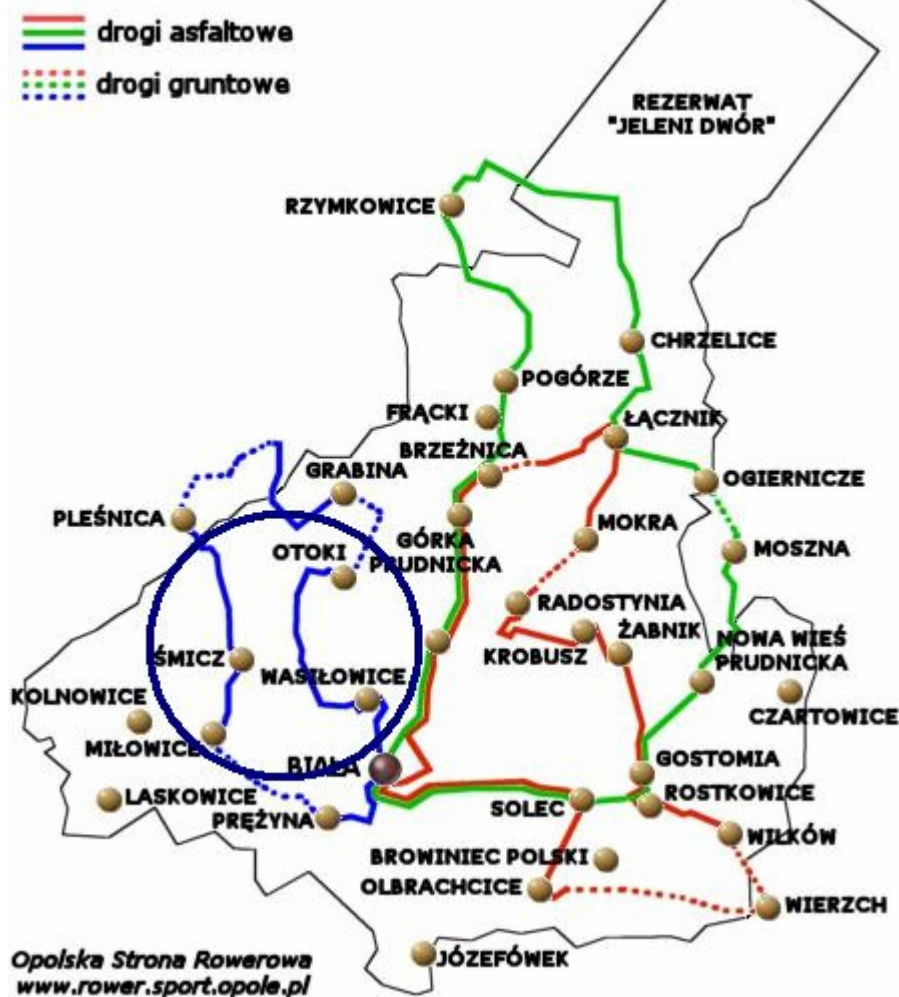 drogi asfaltowe
drogi gruntowe
REZERWAT
"JELENI DWÓR"
RZYMKOWICE
CHRZELICE
POGÓRZE
FRĄCKI
ŁĄCZNIK
BRZEŹNICA
GRABINA
OGIERNICZE
PLEŚNICA
GÓRKA
PRUDNICKA
MOKRA
OTOKI
MOSZNA
RADOSTYNIA
ŻABNIK
KROBUSZ
NOWA WIEŚ
PRUDNICKA
ŚMICZ
WASIŁOWICE
KOLNOWICE
CZARTOWICE
MIŁOWICE
BIAŁA
GOSTOMIA
LASKOWICE
ROSTKOWICE
SOLEC
PRĘŻYNA
WILKÓW
BROWINIEC POLSKI
OLBRACHCICE
WIERZCH
JÓZEFÓWEK
Opolska Strona Rowerowa
www.rower.sport.opole.pl